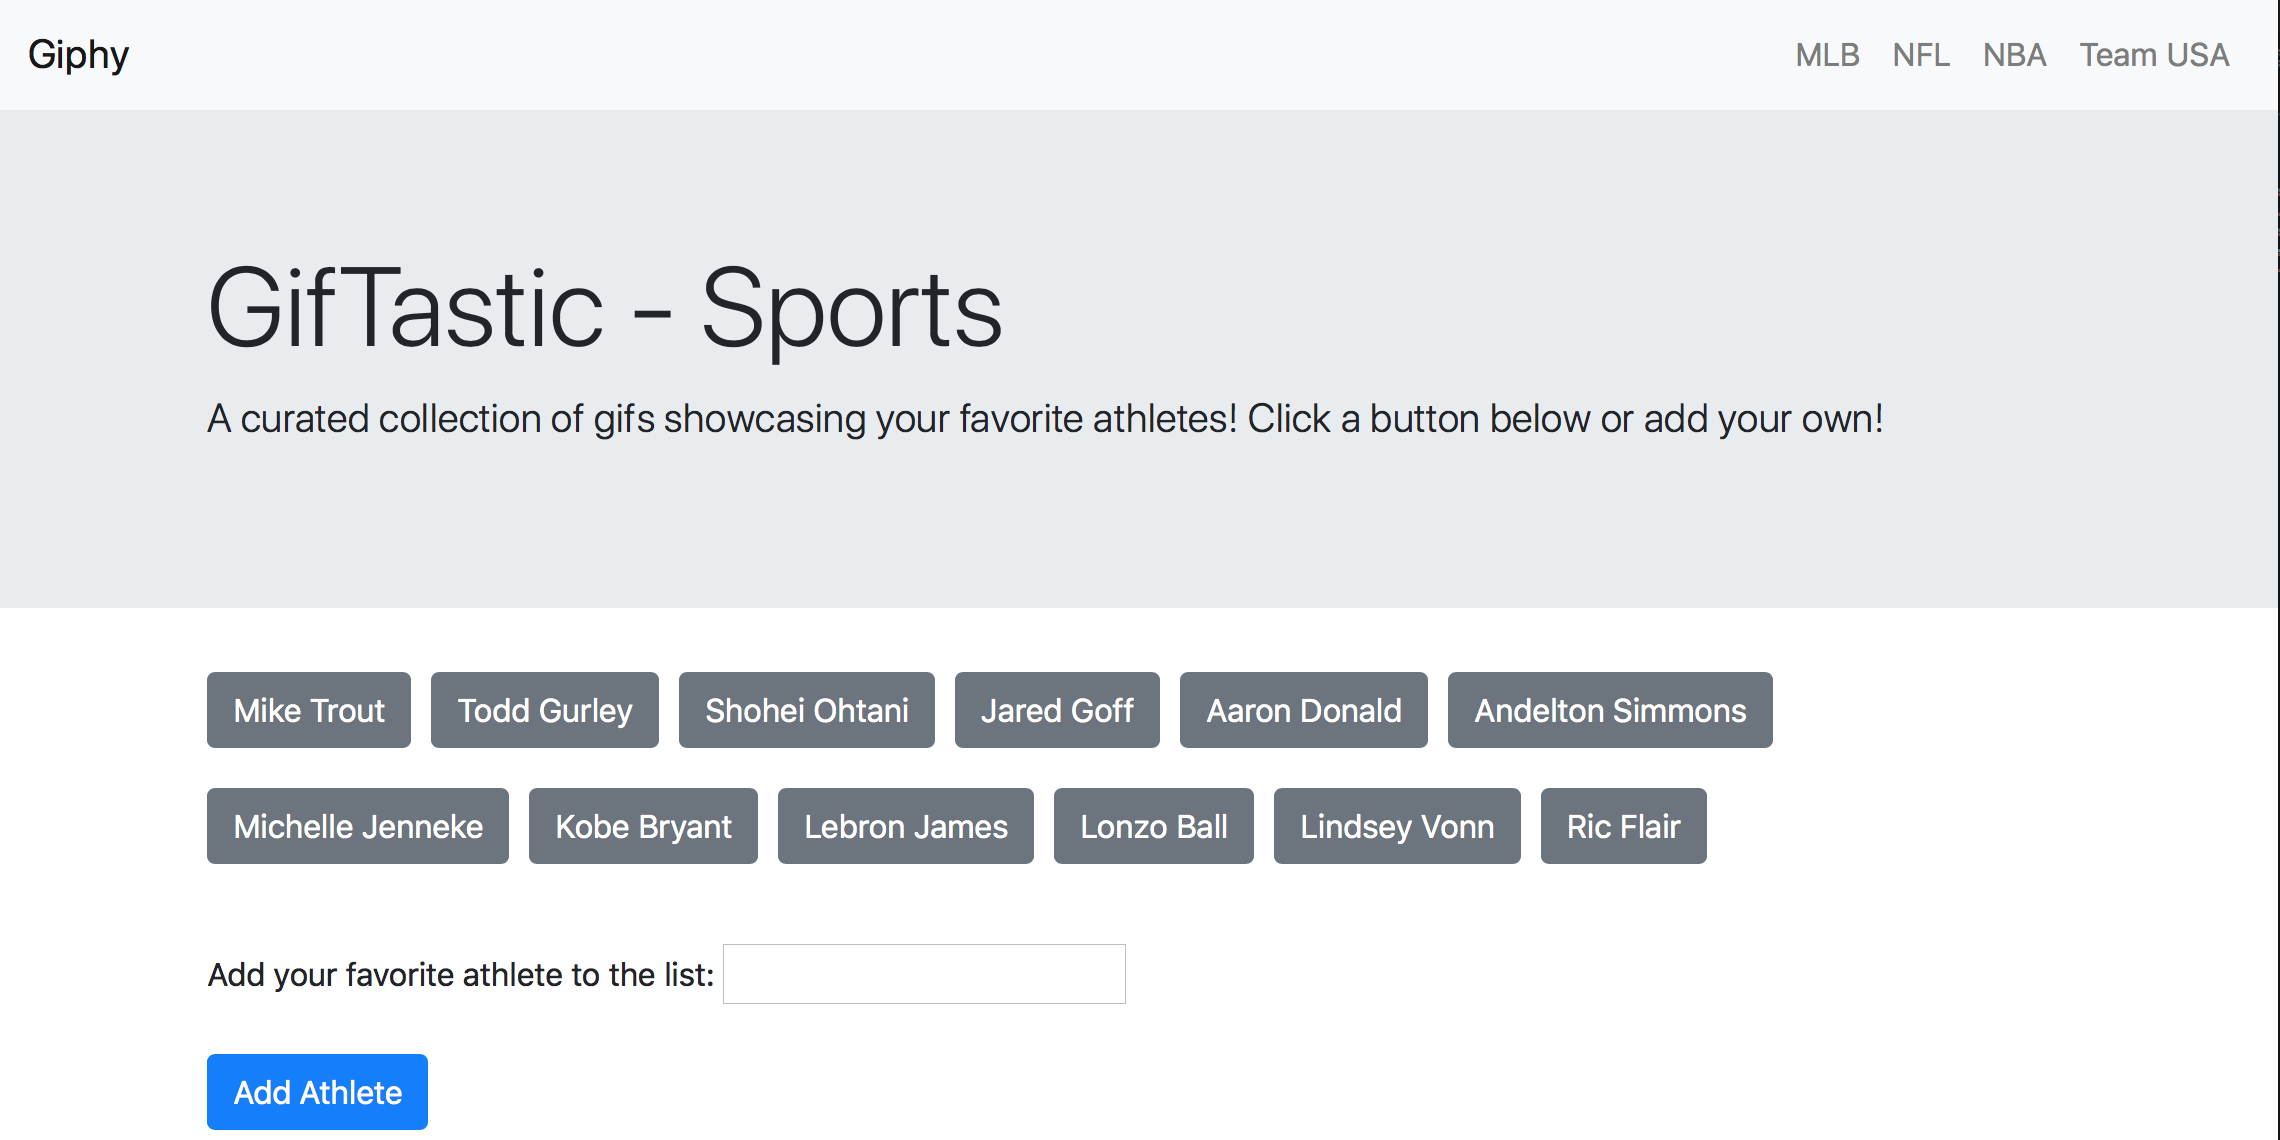 Giphy MLB NFL NBA Team USA
GifTastic - Sports
A curated collection of gifs showcasing your favorite athletes! Click a button below or add your own!
Mike Trout Todd Gurley Shohei Ohtani Jared Goff Aaron Donald Andelton Simmons
Michelle Jenneke Kobe Bryant Lebron James Lonzo Ball Lindsey Vonn Ric Flair
Add your favorite athlete to the list:
Add Athlete